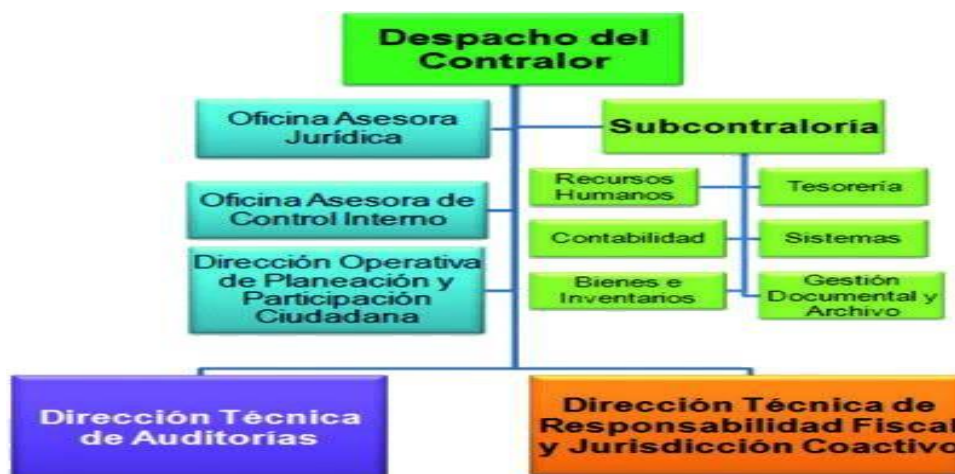 Despacho del
Contralor
Oficina Asesora
Jurídica
Subcontraloría
Recursos
Humanos
Tesorería
Oficina Asesora de
Control Interno
Contabilidad
Sistemas
Dirección Operativa
de Planeación y
Participación
Ciudadana
Bienes e
Inventarios
Gestión
Documental y
Archivo
Dirección Técnica
de Auditorías
Dirección Técnica de
Responsabilidad Fiscal
y Jurisdicción Coactivo